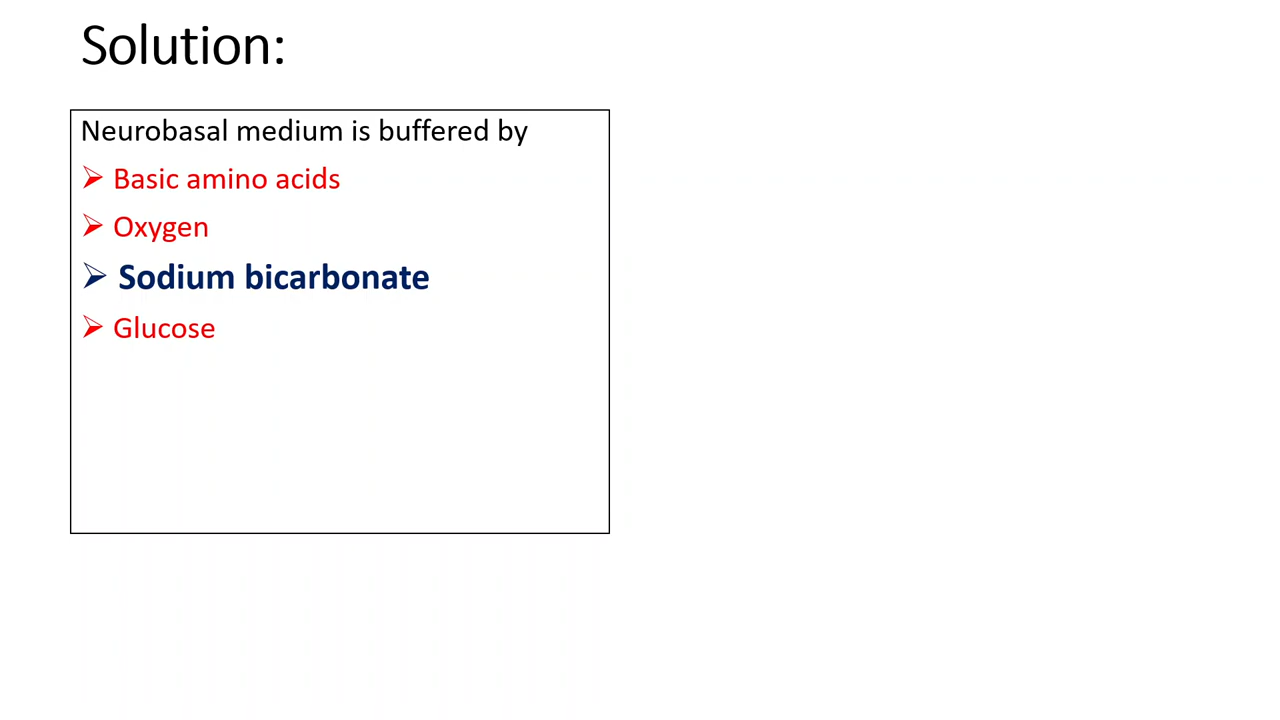 Solution:
Neurobasal medium is buffered by
➢ Basic amino acids
➢ Oxygen
➢ Sodium bicarbonate
➢ Glucose